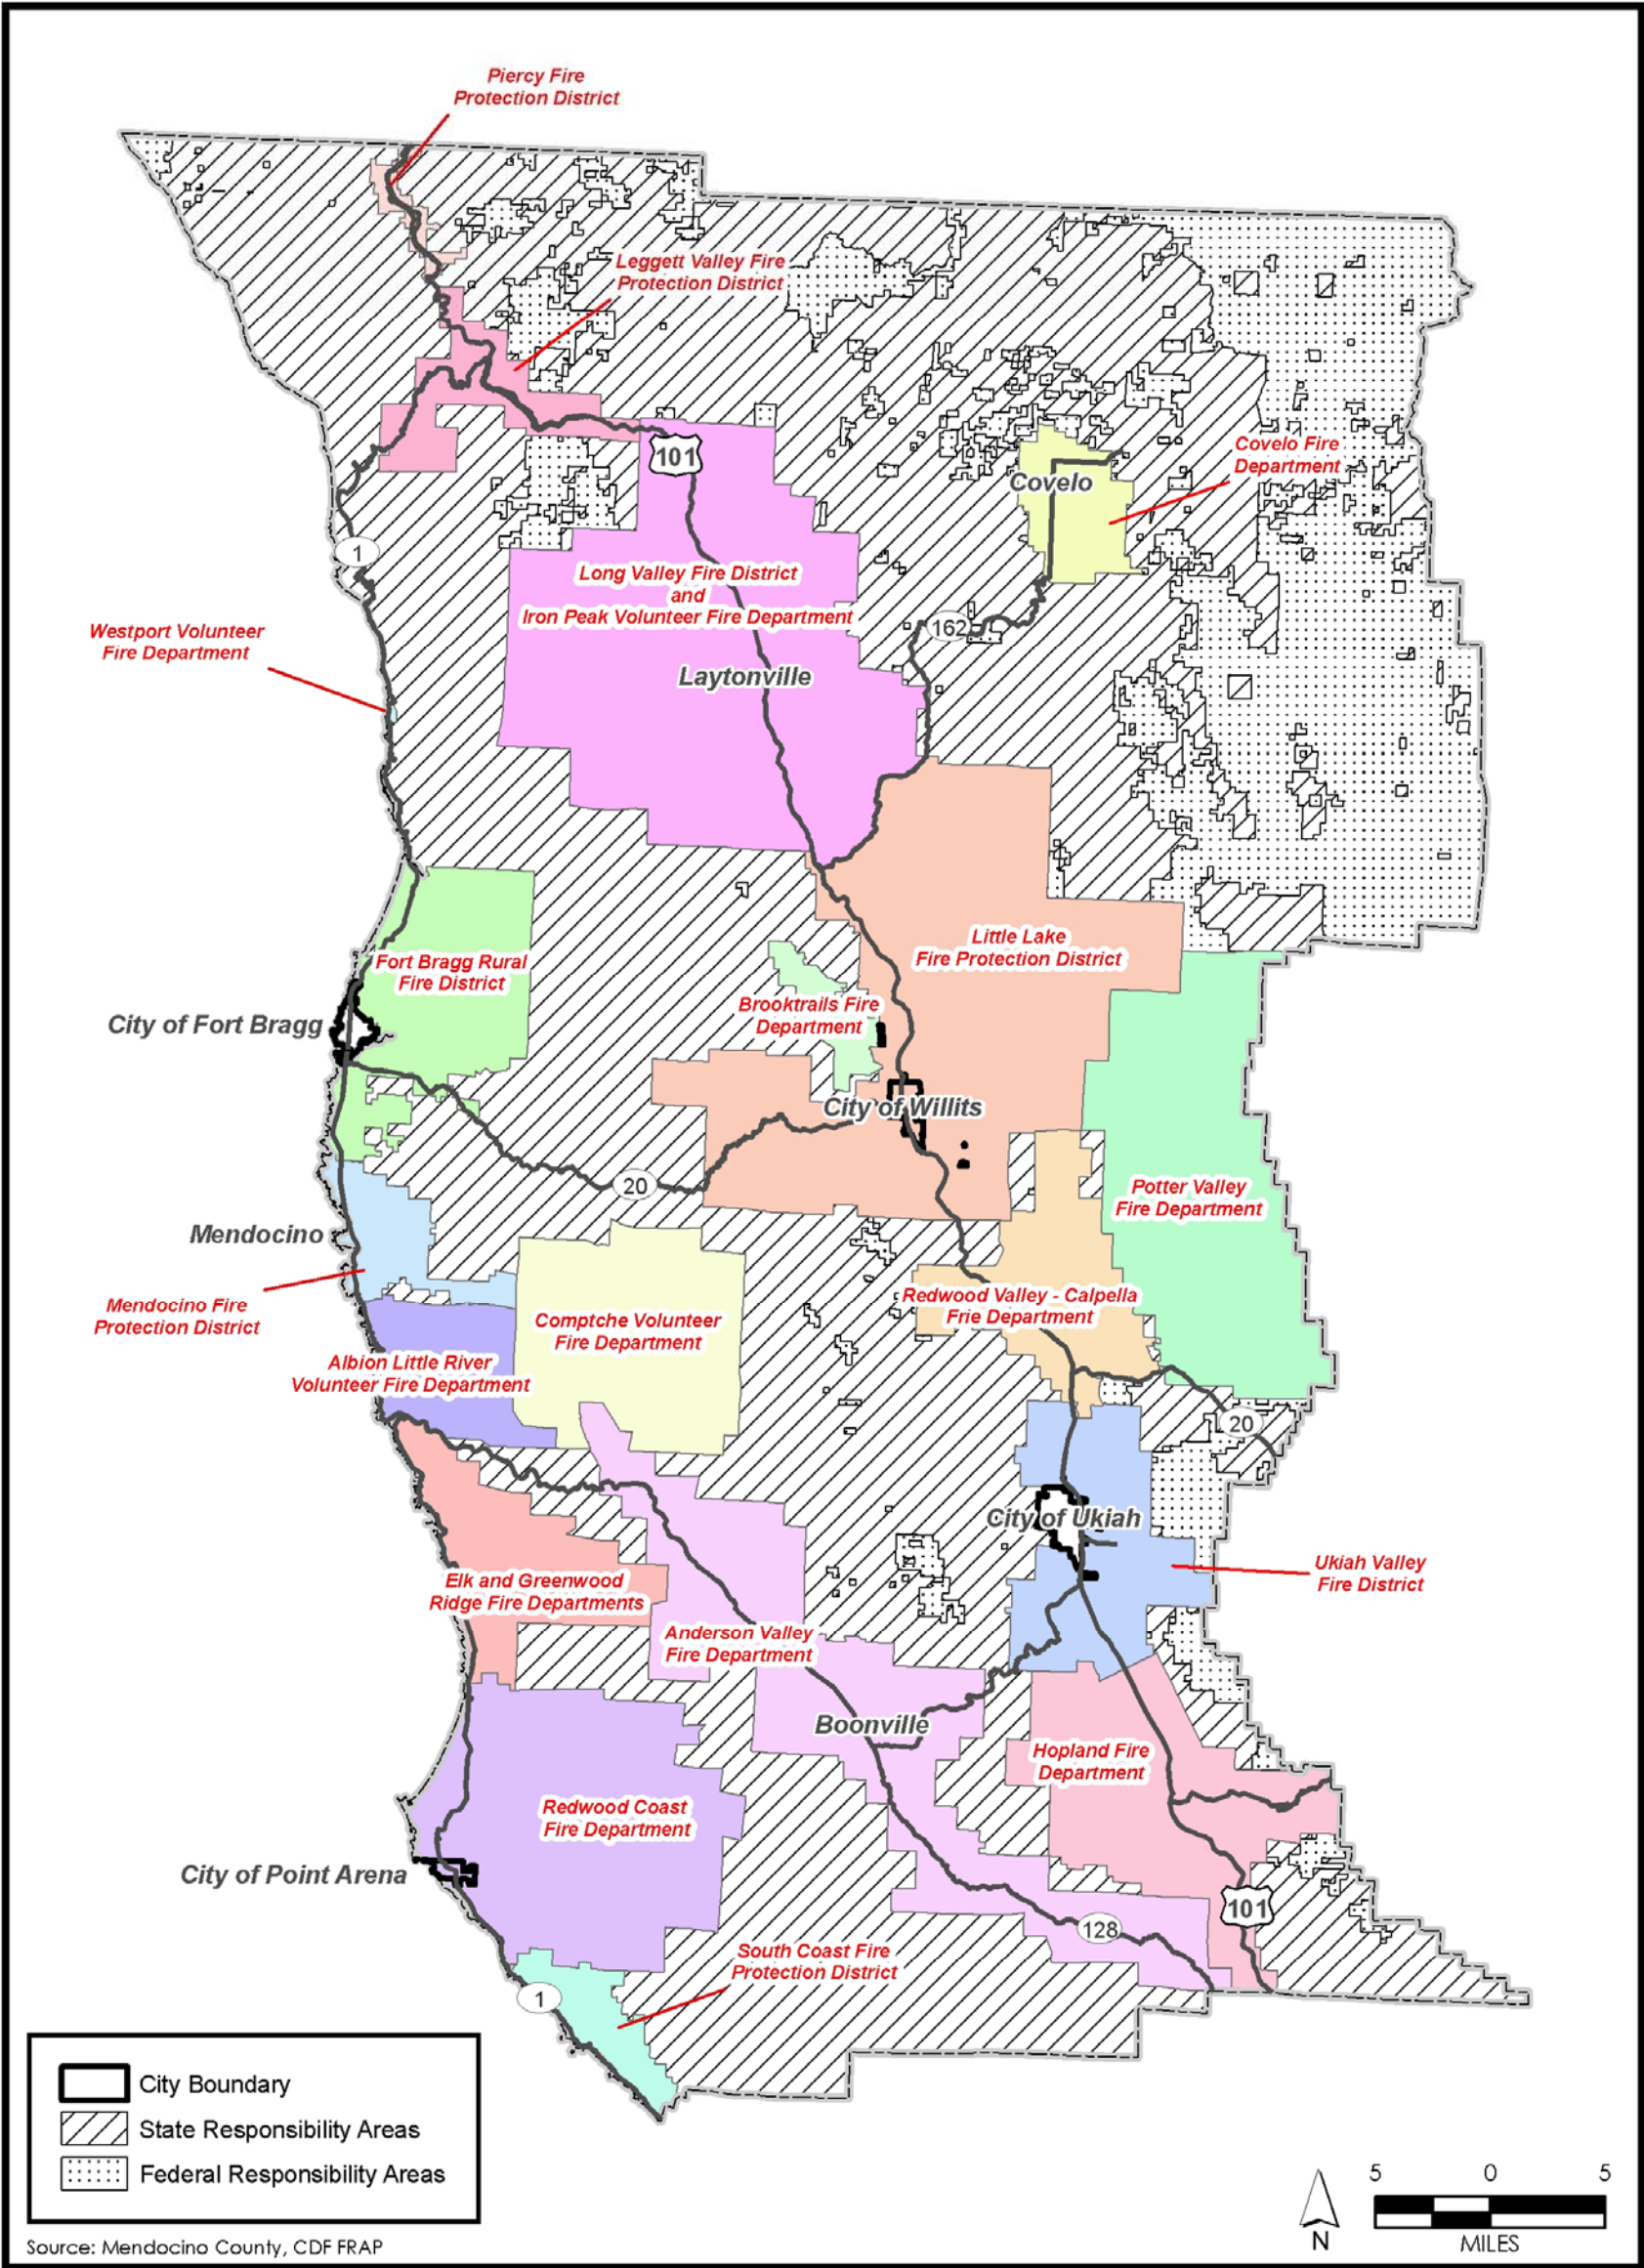 Piercy Fire
Protection District
Leggett Valley Fire
Protection District
101
Covelo Fire
Department
Covelo
1
Long Valley Fire District
and
Iron Peak Volunteer Fire Department
162
Westport Volunteer
Fire Department
Laytonville
Little Lake
Fire Protection District
Fort Bragg Rural
Fire District
Brooktrails Fire
Department
City of Fort Bragg
City of Willits
20
Potter Valley
Fire Department
Mendocino
Redwood Valley - Calpella
Frie Department
Mendocino Fire
Protection District
Comptche Volunteer
Fire Department
Albion Little River
Volunteer Fire Department
20
City of Ukiah
Ukiah Valley
Fire District
Elk and Greenwood
Ridge Fire Departments
Anderson Valley
Fire Department
Boonville
Hopland Fire
Department
Redwood Coast
Fire Department
City of Point Arena
101
128
South Coast Fire
Protection District
1
City Boundary
State Responsibility Areas
Federal Responsibility Areas
Source: Mendocino County, CDF FRAP
N
5 0 5
MILES